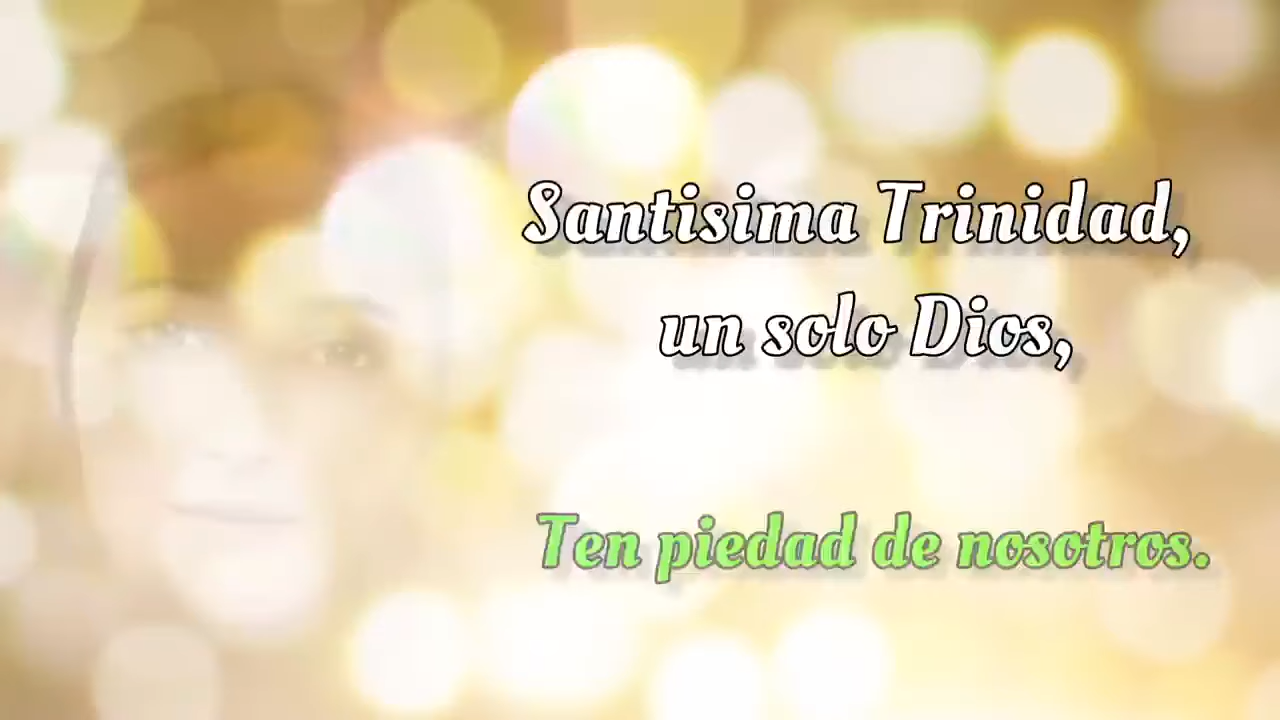 Santisima Trinidad,
un solo Dios,
Ten piedad de nosotros.